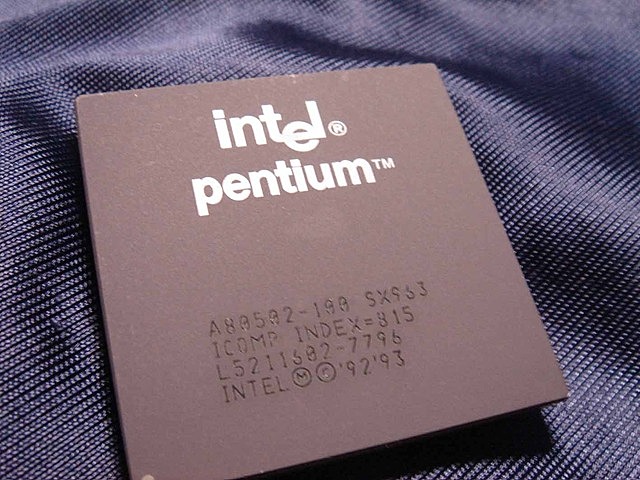 intel®
pentium™
A80502-100 SX963
ICOMP INDEX=815
L5211602-7796
INTEL Ⓜ © '92'93